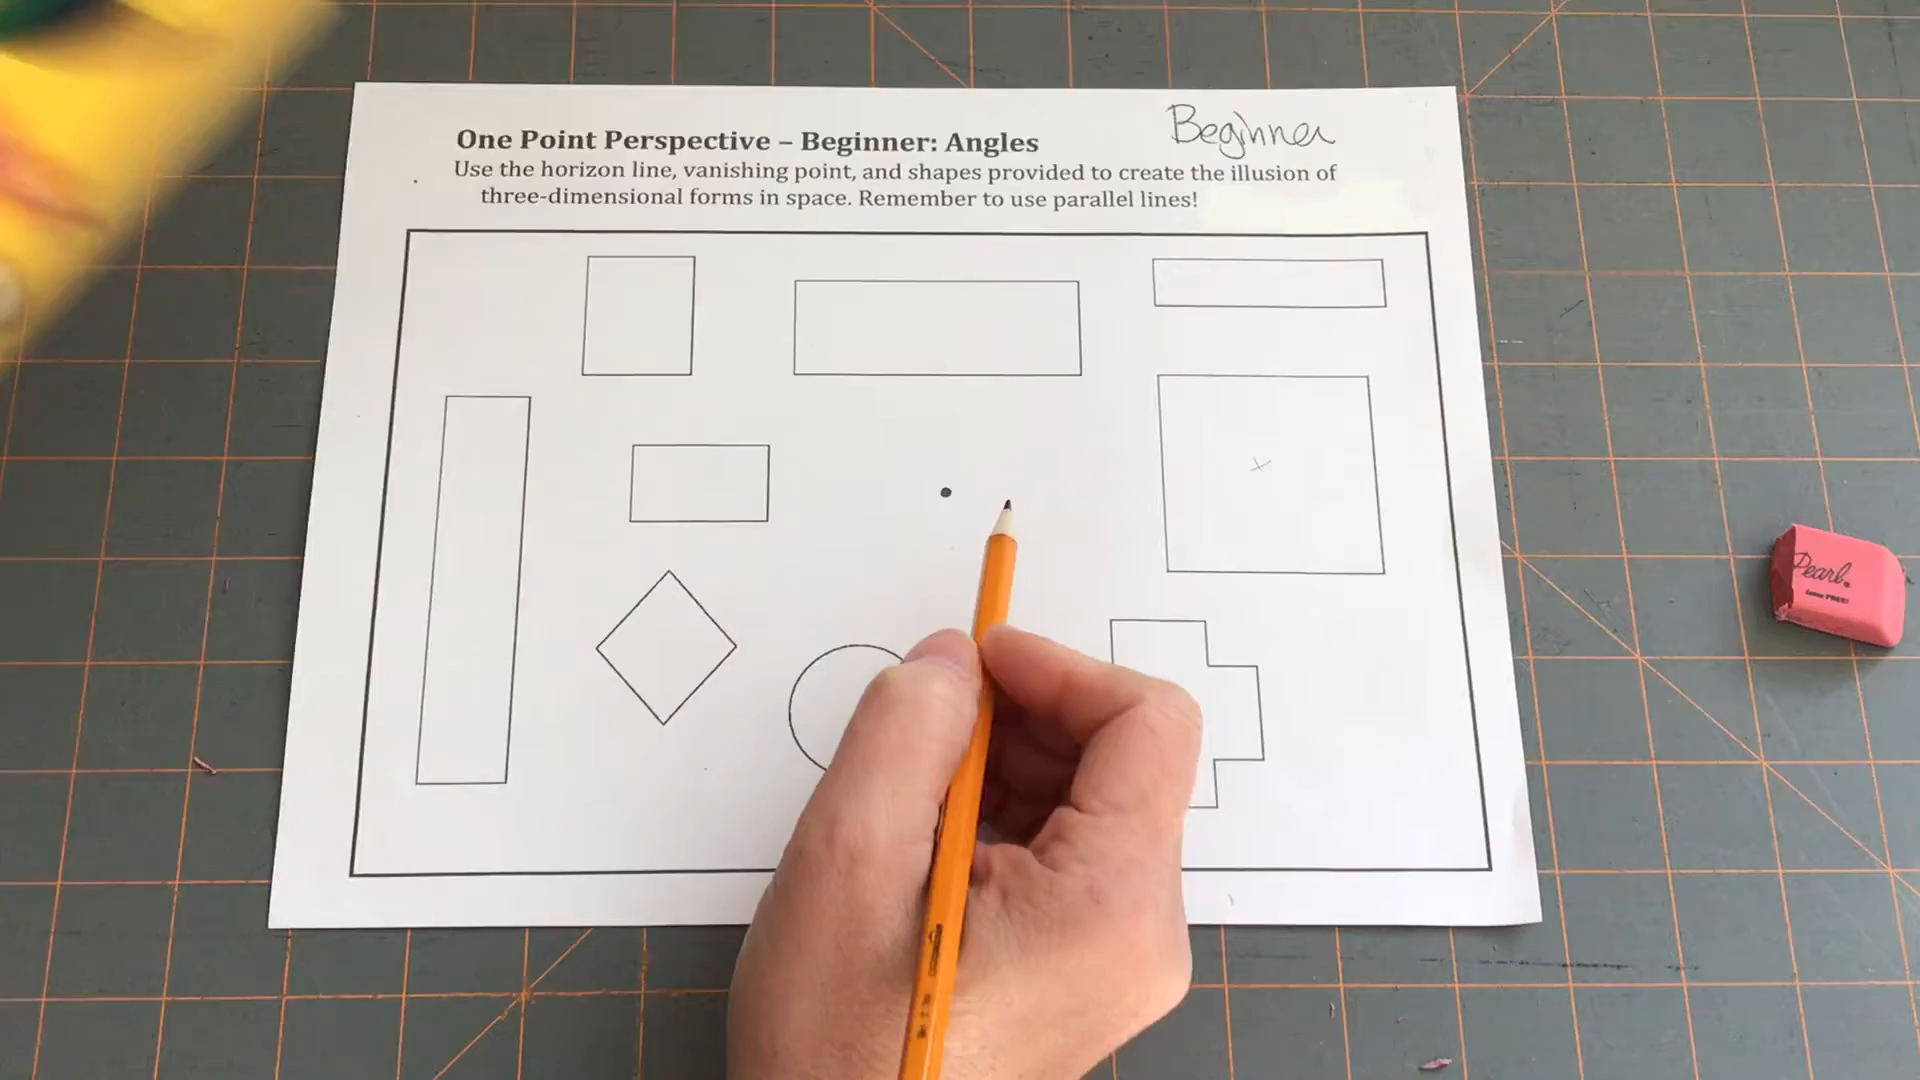 One Point Perspective – Beginner: Angles
Beginner
Use the horizon line, vanishing point, and shapes provided to create the illusion of
three-dimensional forms in space. Remember to use parallel lines!
Pearl.